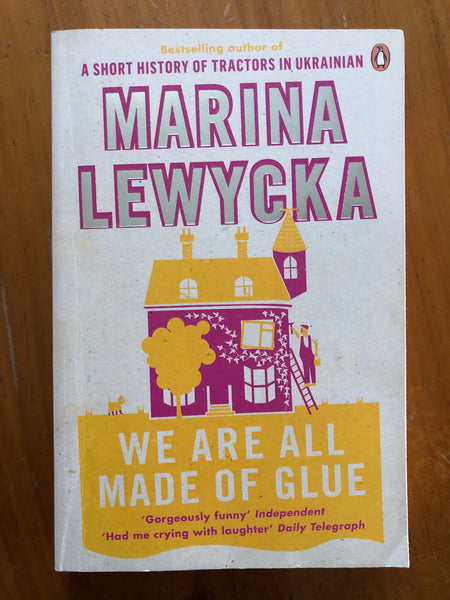 Bestselling author of
A SHORT HISTORY OF TRACTORS IN UKRAINIAN
MARINA
LEWYCKA
WE ARE ALL
MADE OF GLUE
'Gorgeously funny' Independent
'Had me crying with laughter' Daily Telegraph